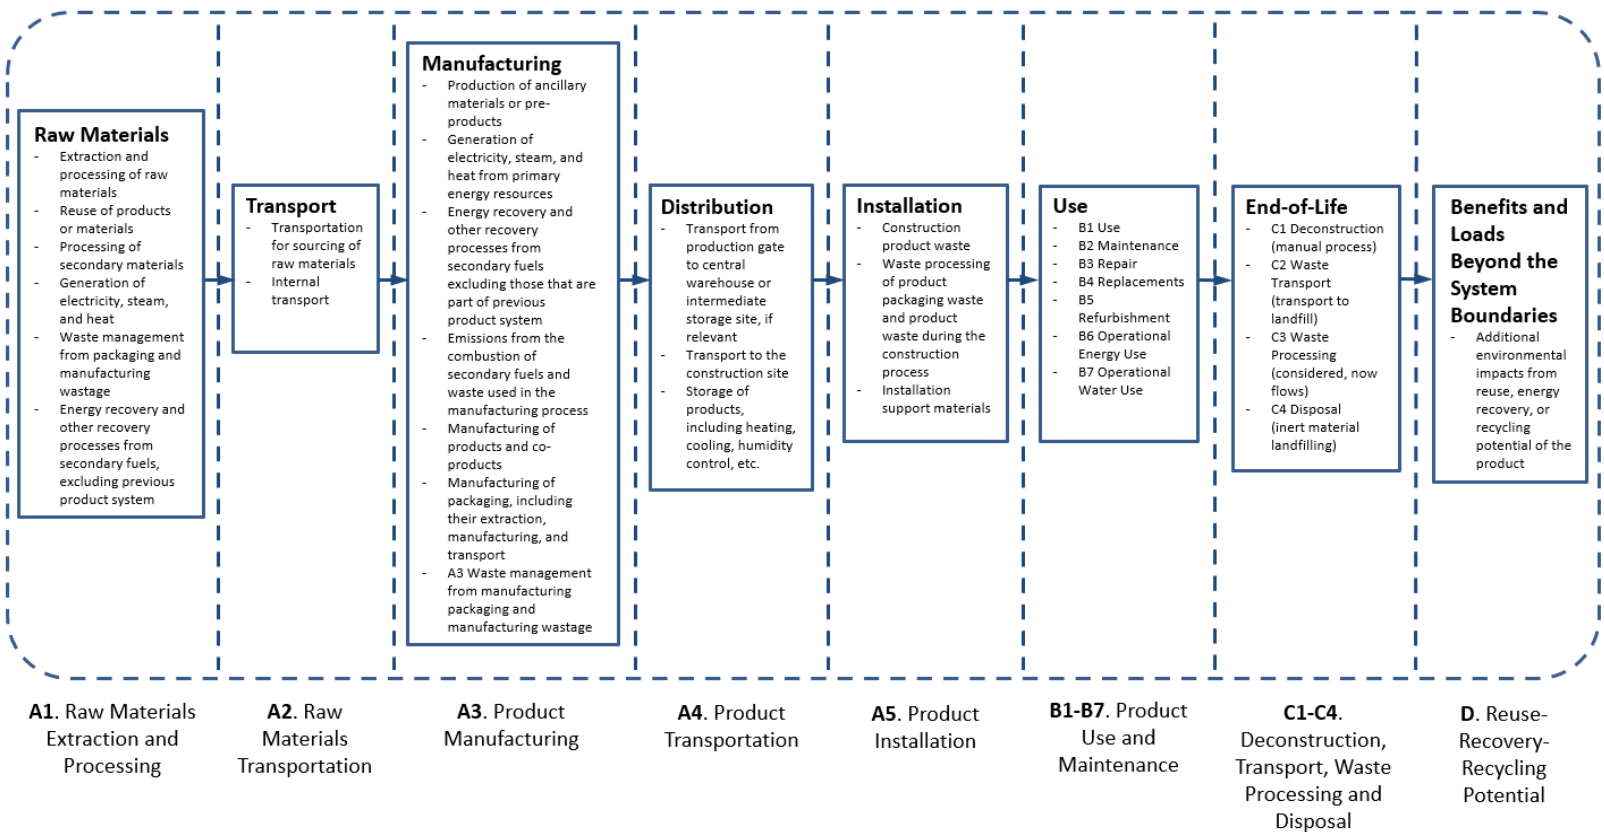 Raw Materials
- Extraction and
processing of raw
materials
- Reuse of products
or materials
- Processing of
secondary materials
- Generation of
electricity, steam,
and heat
- Waste management
from packaging and
manufacturing
wastage
- Energy recovery and
other recovery
processes from
secondary fuels,
excluding previous
product system
Transport
- Transportation
for sourcing of
raw materials
- Internal
transport
Manufacturing
- Production of ancillary
materials or pre-
products
- Generation of
electricity, steam, and
heat from primary
energy resources
- Energy recovery and
other recovery
processes from
secondary fuels
excluding those that are
part of previous
product system
- Emissions from the
combustion of
secondary fuels and
waste used in the
manufacturing process
- Manufacturing of
products and co-
products
- Manufacturing of
packaging, including
their extraction,
manufacturing, and
transport
- A3 Waste management
from manufacturing
packaging and
manufacturing wastage
Distribution
- Transport from
production gate
to central
warehouse or
intermediate
storage site, if
relevant
- Transport to the
construction site
- Storage of
products,
including heating,
cooling, humidity
control, etc.
Installation
- Construction
product waste
- Waste processing
of product
packaging waste
and product
waste during the
construction
process
- Installation
support materials
Use
- B1 Use
- B2 Maintenance
- B3 Repair
- B4 Replacements
- B5
Refurbishment
- B6 Operational
Energy Use
- B7 Operational
Water Use
End-of-Life
- C1 Deconstruction
(manual process)
- C2 Waste
Transport
(transport to
landfill)
- C3 Waste
Processing
(considered, now
flows)
- C4 Disposal
(inert material
landfilling)
Benefits and
Loads
Beyond the
System
Boundaries
- Additional
environmental
impacts from
reuse, energy
recovery, or
recycling
potential of the
product
A1. Raw Materials
Extraction and
Processing
A2. Raw
Materials
Transportation
A3. Product
Manufacturing
A4. Product
Transportation
A5. Product
Installation
B1-B7. Product
Use and
Maintenance
C1-C4.
Deconstruction,
Transport, Waste
Processing and
Disposal
D. Reuse-
Recovery-
Recycling
Potential